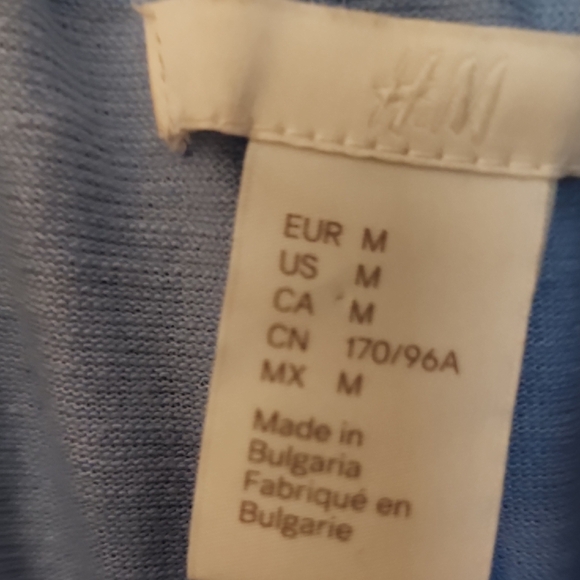 H&M
EUR M
US M
CA M
CN 170/96A
MX M
Made in
Bulgaria
Fabriqué en
Bulgarie